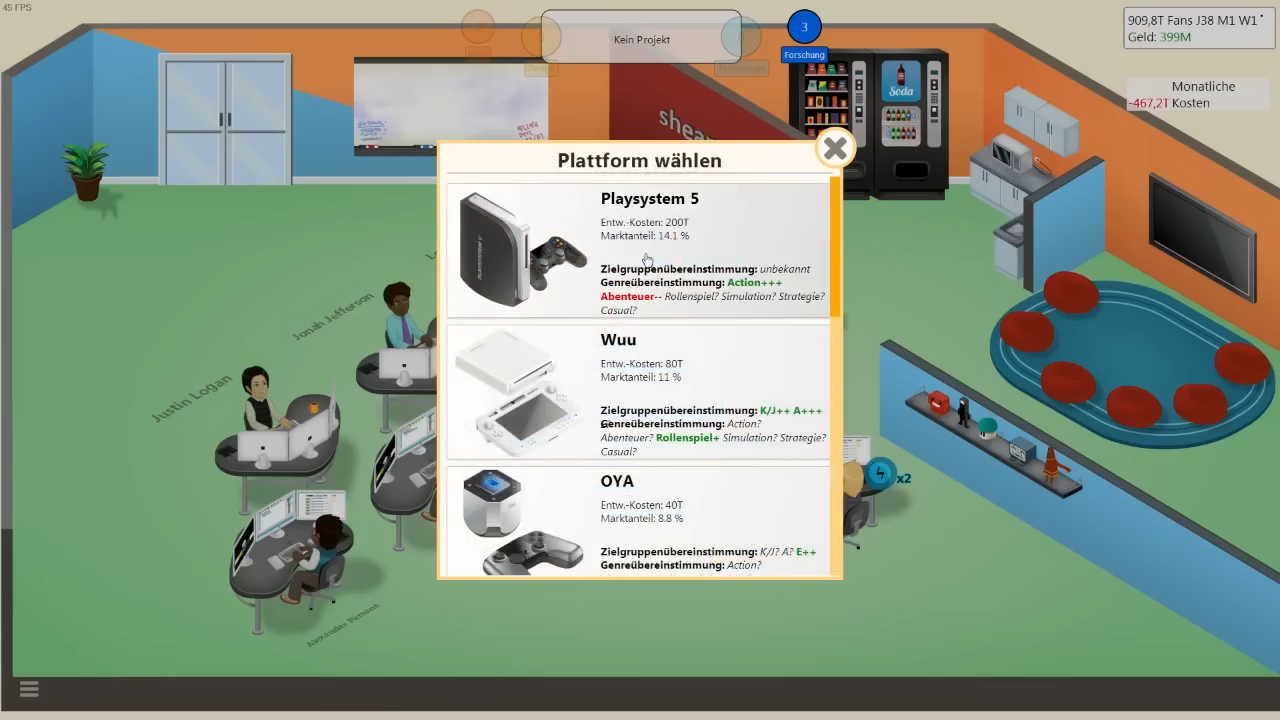 45 FPS
Kein Projekt
3
Forschung
909,8T Fans J38 M1 W1
Geld: 399M
Monatliche
-467,2T Kosten
Soda
Plattform wählen
Playsystem 5
Entw.-Kosten: 200T
Marktanteil: 14.1 %
Zielgruppenübereinstimmung: unbekannt
Genreübereinstimmung: Action+++
Abenteuer-- Rollenspiel? Simulation? Strategie?
Casual?
Wuu
Entw.-Kosten: 80T
Marktanteil: 11 %
Zielgruppenübereinstimmung: K/J++ A+++
Genreübereinstimmung: Action?
Abenteuer? Rollenspiel+ Simulation? Strategie?
Casual?
OYA
Entw.-Kosten: 40T
Marktanteil: 8.8 %
Zielgruppenübereinstimmung: K/J? A? E++
Genreübereinstimmung: Action?
Jonah Jefferson
Justin Logan
Alexander Persons
x2